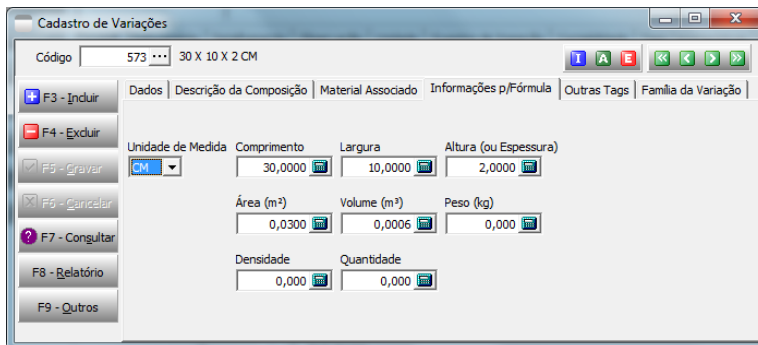 Cadastro de Variações
Código 573 ... 30 X 10 X 2 CM I A E
F3 - Incluir
F4 - Excluir
F5 - Gravar
F6 - Cancelar
F7 - Consultar
F8 - Relatório
F9 - Outros
Dados Descrição da Composição Material Associado Informações p/Fórmula Outras Tags Família da Variação
Unidade de Medida Comprimento Largura Altura (ou Espessura)
CM 30,0000 10,0000 2,0000
Área (m²) Volume (m³) Peso (kg)
0,0300 0,0006 0,000
Densidade Quantidade
0,000 0,000